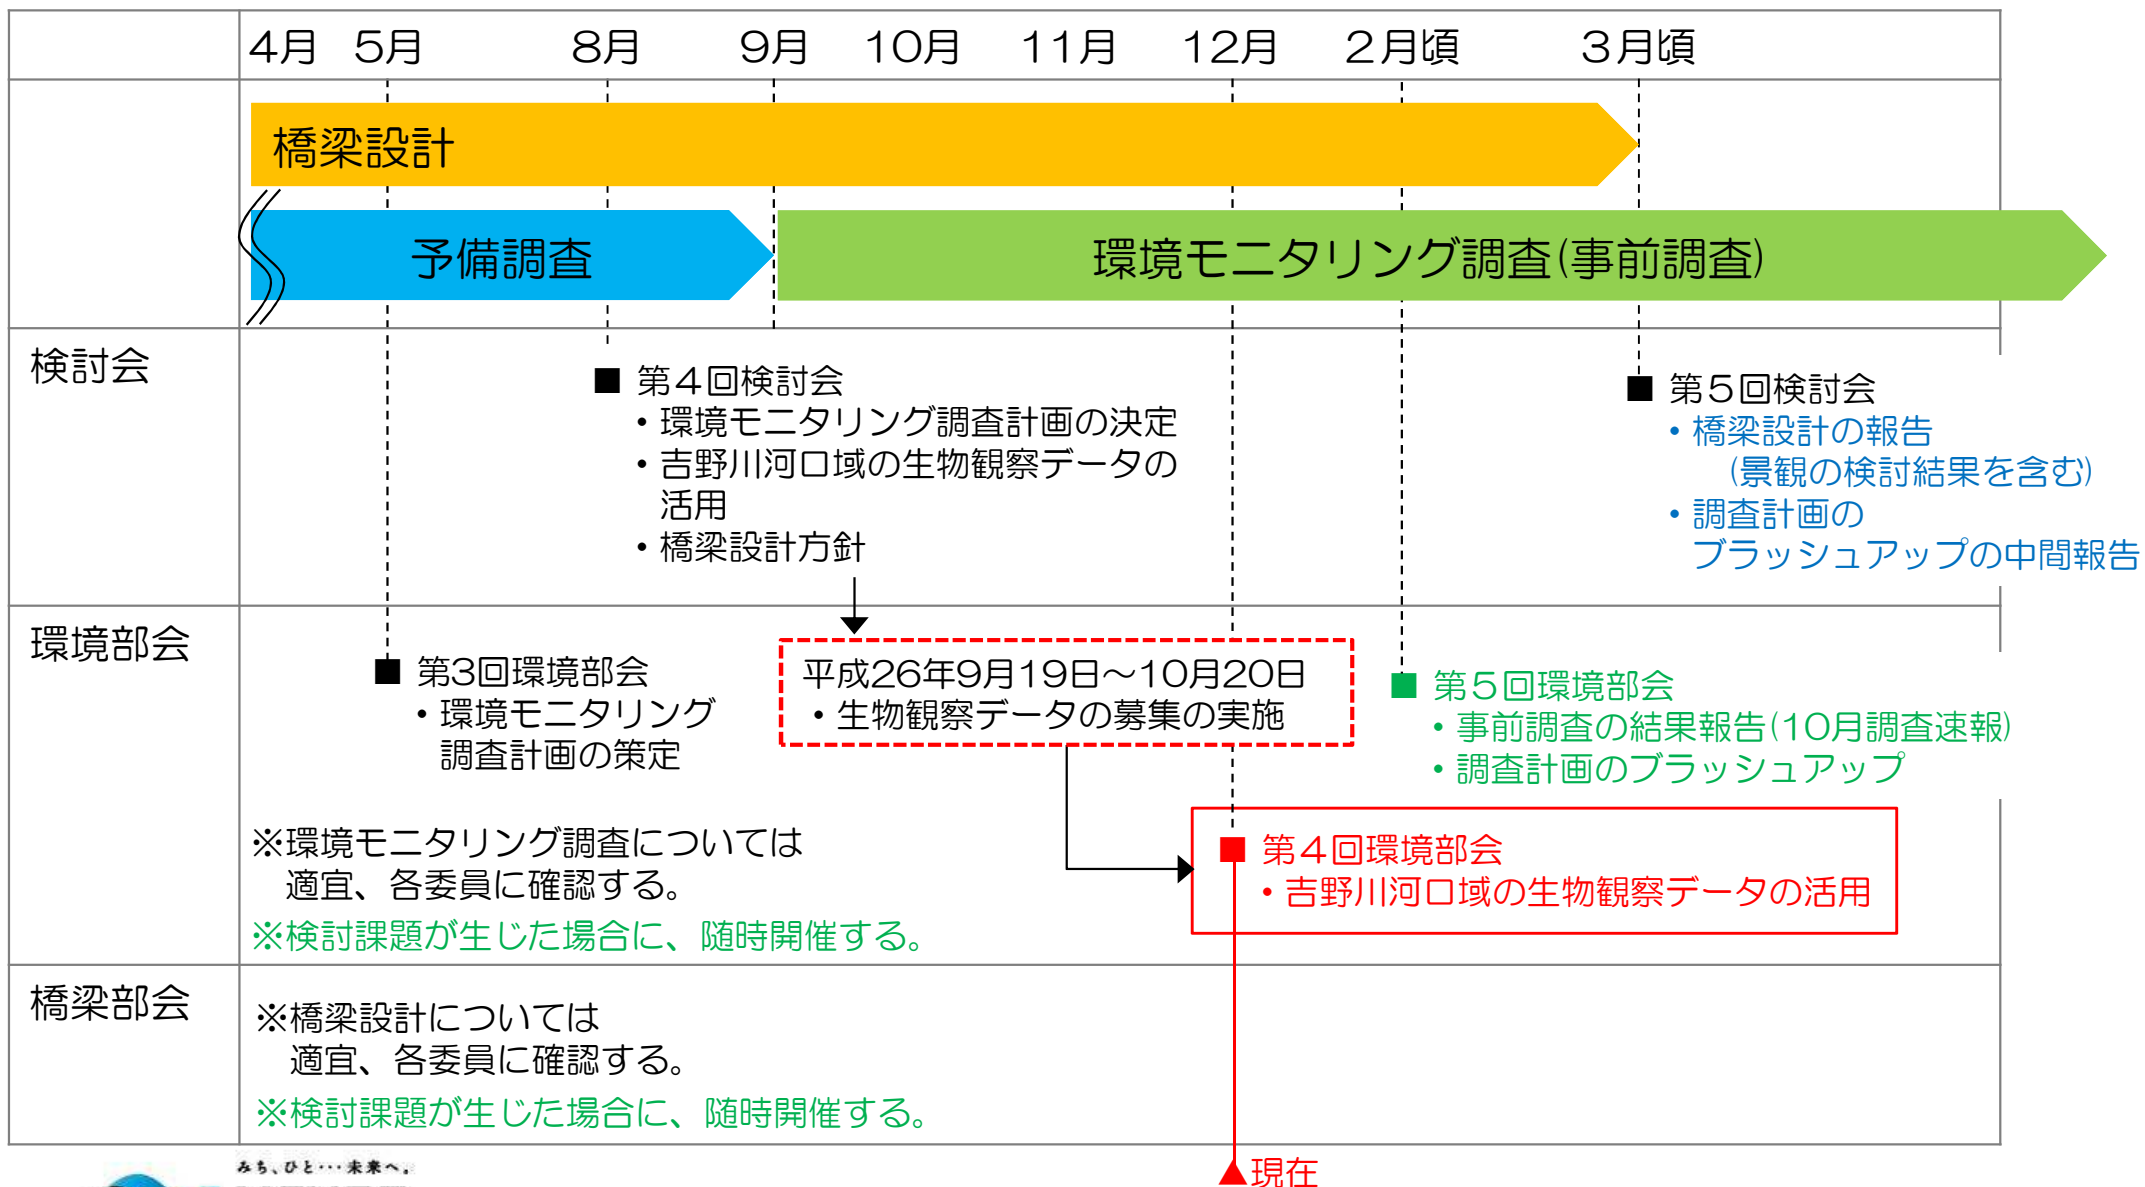 4月 5月 8月 9月 10月 11月 12月 2月頃 3月頃
橋梁設計
予備調査
環境モニタリング調査(事前調査)
検討会
■ 第4回検討会
・環境モニタリング調査計画の決定
・吉野川河口域の生物観察データの
活用
・橋梁設計方針
■ 第5回検討会
・橋梁設計の報告
(景観の検討結果を含む)
・調査計画の
ブラッシュアップの中間報告
環境部会
■ 第3回環境部会
・環境モニタリング
調査計画の策定
平成26年9月19日～10月20日
・生物観察データの募集の実施
■ 第5回環境部会
・事前調査の結果報告(10月調査速報)
・調査計画のブラッシュアップ
■ 第4回環境部会
・吉野川河口域の生物観察データの活用
※環境モニタリング調査については
適宜、各委員に確認する。
※検討課題が生じた場合に、随時開催する。
橋梁部会
※橋梁設計については
適宜、各委員に確認する。
※検討課題が生じた場合に、随時開催する。
▲現在
みち、ひと…未来へ。